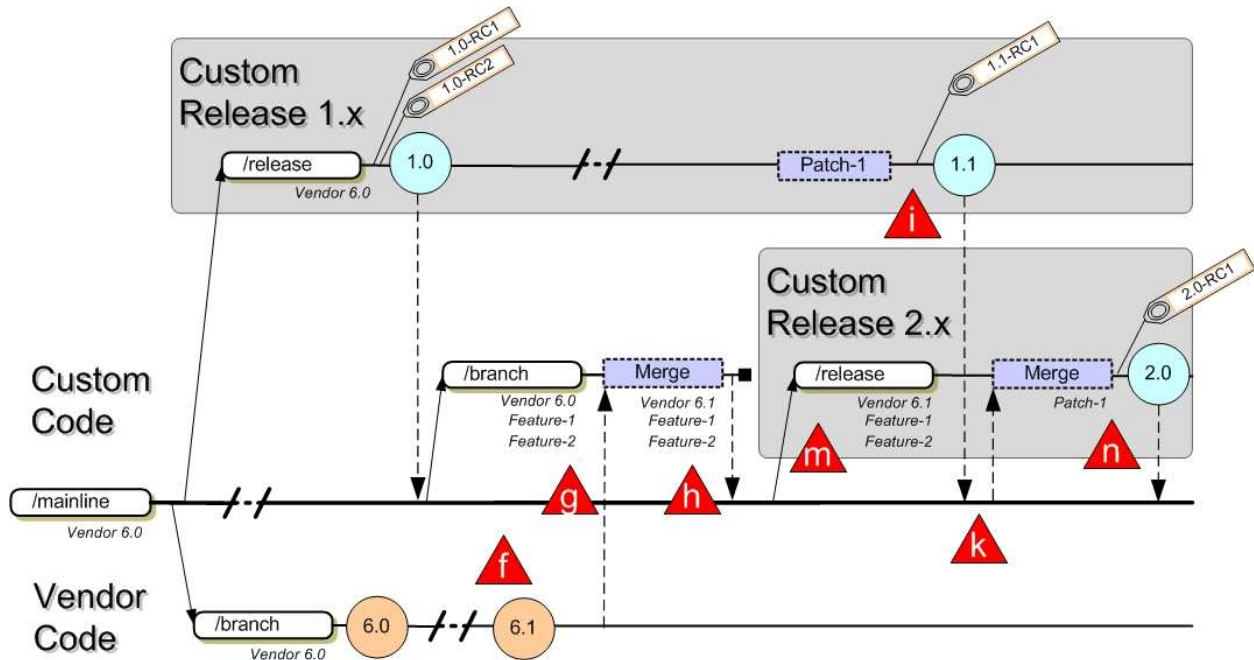 Custom
Release 1.x
1.0-RC1
1.0-RC2
1.1-RC1
/release
Vendor 6.0
1.0
Patch-1
1.1
i
Custom
Release 2.x
2.0-RC1
Custom
Code
/branch
Vendor 6.0
Feature-1
Feature-2
Merge
Vendor 6.1
Feature-1
Feature-2
/release
Vendor 6.1
Feature-1
Feature-2
Merge
Patch-1
2.0
m
n
g
h
/mainline
Vendor 6.0
k
f
Vendor
Code
/branch
Vendor 6.0
6.0
6.1